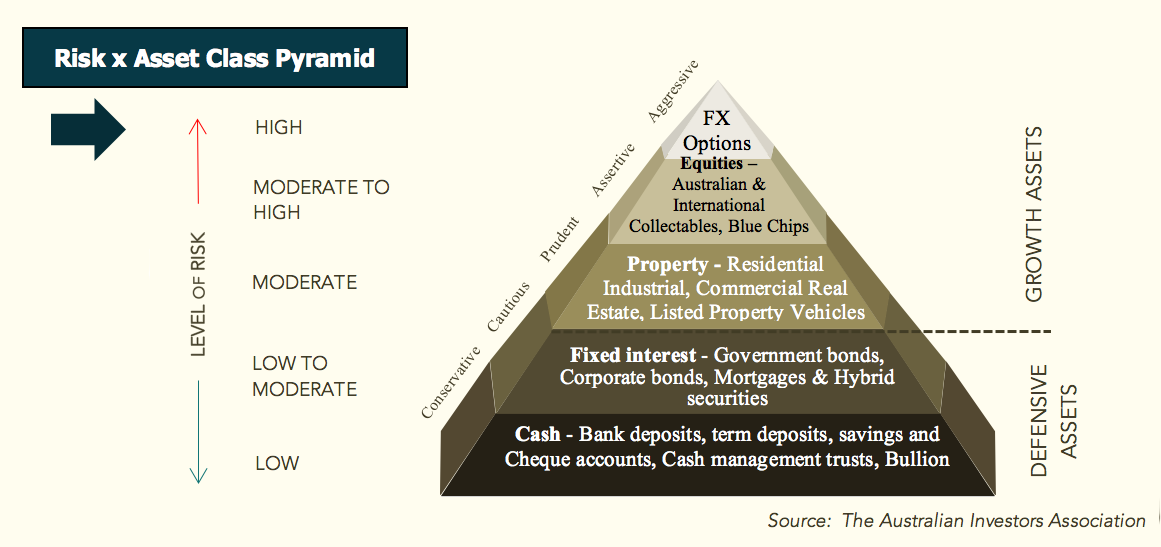 Risk x Asset Class Pyramid
HIGH
MODERATE TO
HIGH
MODERATE
LOW TO
MODERATE
LOW
LEVEL OF RISK
Aggressive
Assertive
Prudent
Cautious
Conservative
FX
Options
Equities –
Australian &
International
Collectables, Blue Chips
Property - Residential
Industrial, Commercial Real
Estate, Listed Property Vehicles
Fixed interest - Government bonds,
Corporate bonds, Mortgages & Hybrid
securities
Cash - Bank deposits, term deposits, savings and
Cheque accounts, Cash management trusts, Bullion
GROWTH ASSETS
DEFENSIVE
ASSETS
Source: The Australian Investors Association